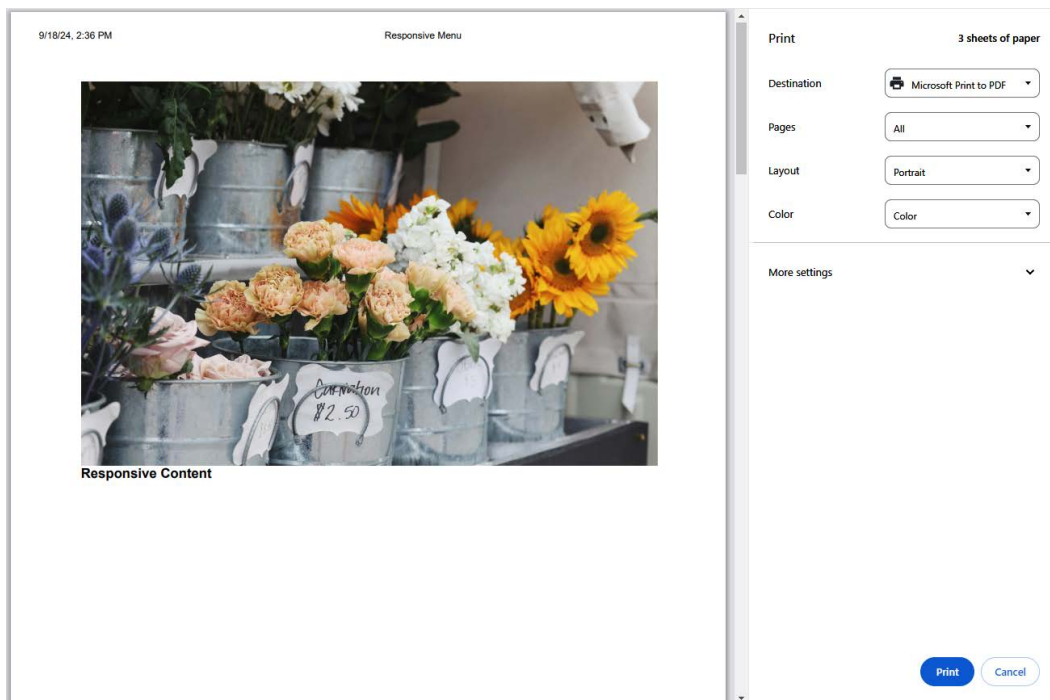 9/18/24, 2:36 PM
Responsive Menu
Carnation
$2.50
Responsive Content
Print
3 sheets of paper
Destination
Microsoft Print to PDF
Pages
All
Layout
Portrait
Color
Color
More settings
Print
Cancel